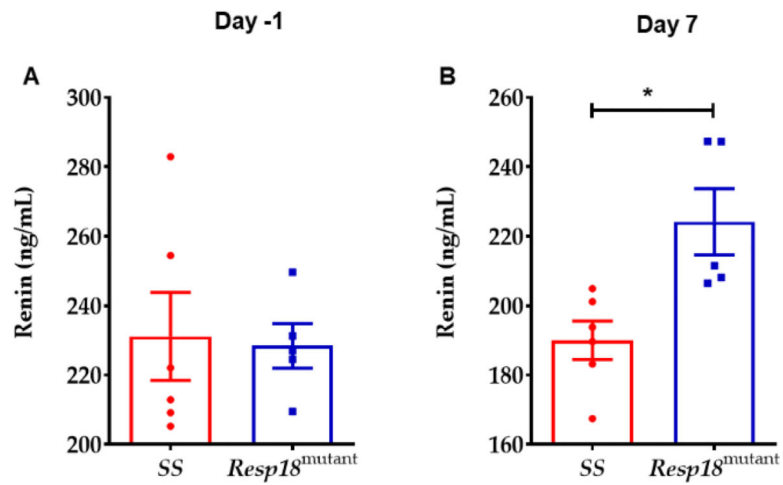 Day -1
Day 7
A
B
Renin (ng/mL)
300
280
260
240
220
200
SS
Resp18mutant
*
Renin (ng/mL)
260
240
220
200
180
160
SS
Resp18mutant